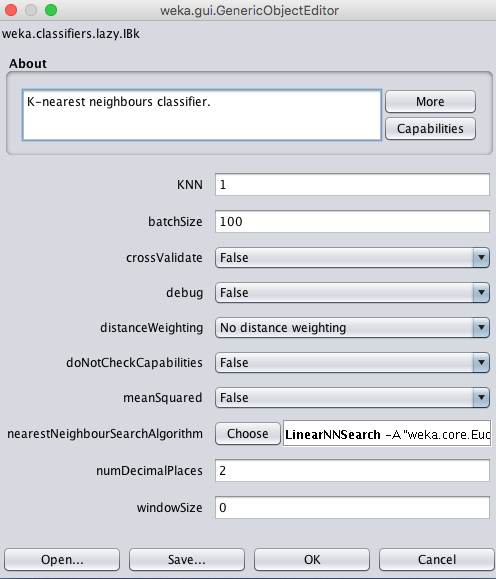 weka.gui.GenericObjectEditor
weka.classifiers.lazy.IBk
About
K-nearest neighbours classifier.
More
Capabilities
KNN 1
batchSize 100
crossValidate False
debug False
distanceWeighting No distance weighting
doNotCheckCapabilities False
meanSquared False
nearestNeighbourSearchAlgorithm Choose LinearNNSearch -A "weka.core.Euc
numDecimalPlaces 2
windowSize 0
Open... Save... OK Cancel